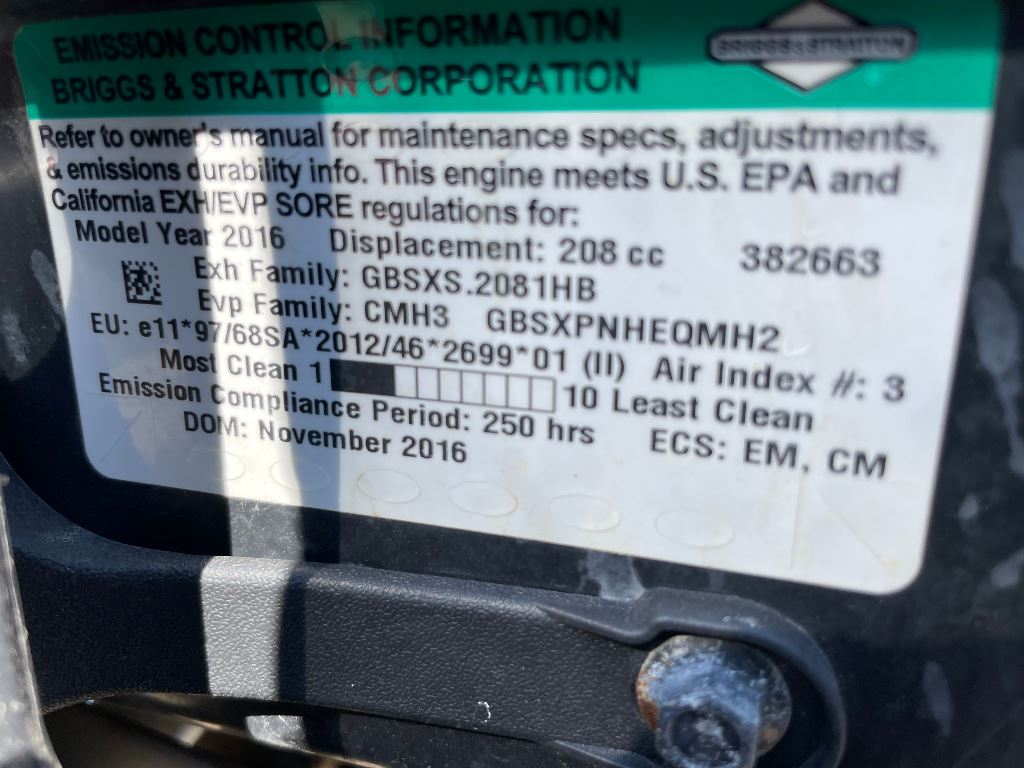 EMISSION CONTROL INFORMATION
BRIGGS & STRATTON CORPORATION
BRIGGS & STRATTON
Refer to owner's manual for maintenance specs, adjustments,
& emissions durability info. This engine meets U.S. EPA and
California EXH/EVP SORE regulations for:
Model Year 2016 Displacement: 208 cc 382663
Exh Family: GBSXS.2081HB
Evp Family: CMH3 GBSXPNHEQMH2
EU: e11*97/68SA*2012/46*2699*01 (II) Air Index #: 3
Most Clean 1 10 Least Clean
Emission Compliance Period: 250 hrs ECS: EM, CM
DOM: November 2016